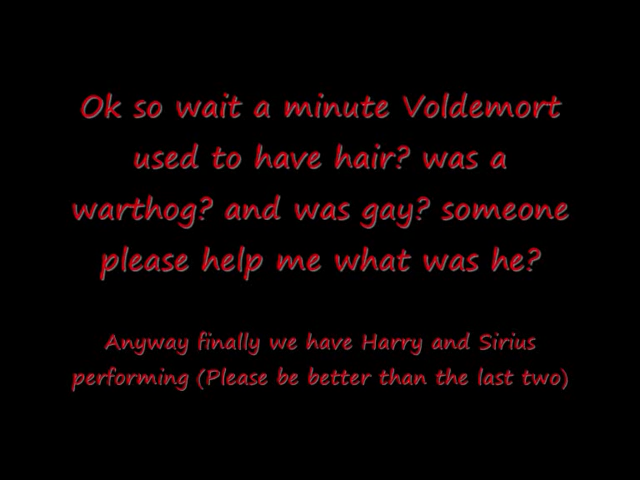 Ok so wait a minute Voldemort
used to have hair? was a
warthog? and was gay? someone
please help me what was he?
Anyway finally we have Harry and Sirius
performing (Please be better than the last two)